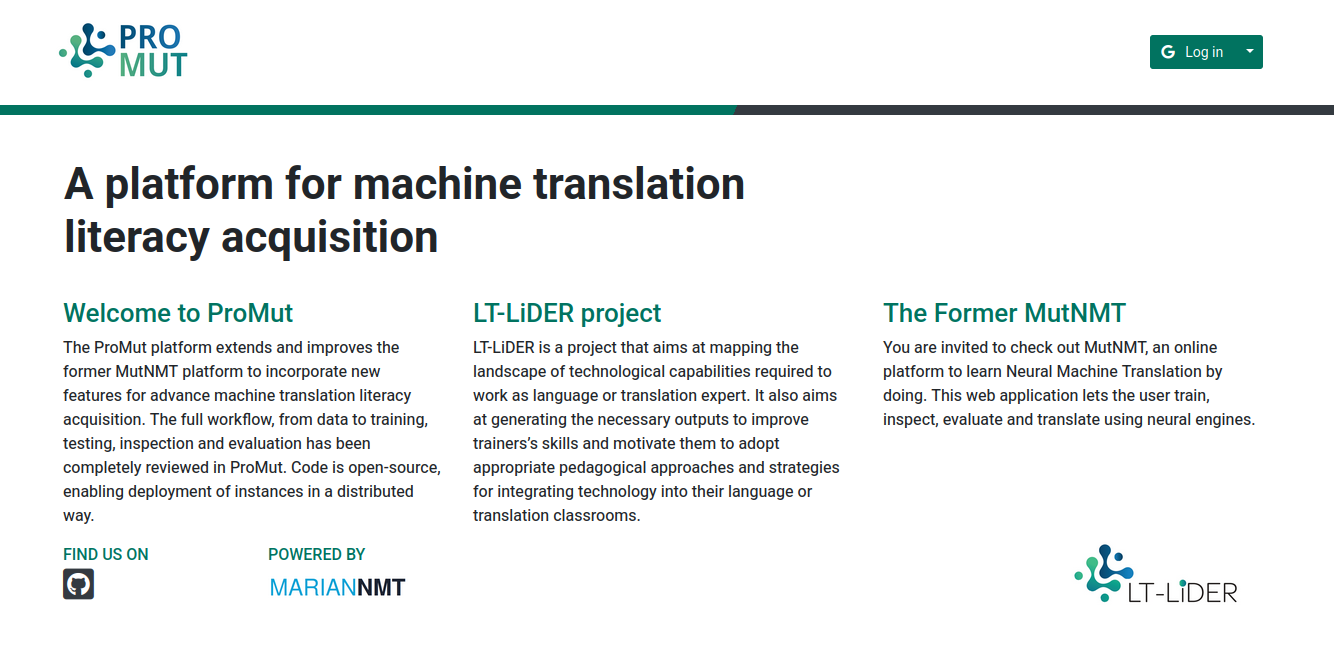 PRO
MUT
Log in
A platform for machine translation
literacy acquisition
Welcome to ProMut
The ProMut platform extends and improves the
former MutNMT platform to incorporate new
features for advance machine translation literacy
acquisition. The full workflow, from data to training,
testing, inspection and evaluation has been
completely reviewed in ProMut. Code is open-source,
enabling deployment of instances in a distributed
way.
LT-LiDER project
LT-LiDER is a project that aims at mapping the
landscape of technological capabilities required to
work as language or translation expert. It also aims
at generating the necessary outputs to improve
trainers’s skills and motivate them to adopt
appropriate pedagogical approaches and strategies
for integrating technology into their language or
translation classrooms.
The Former MutNMT
You are invited to check out MutNMT, an online
platform to learn Neural Machine Translation by
doing. This web application lets the user train,
inspect, evaluate and translate using neural engines.
FIND US ON
POWERED BY
MARIANNMT
LT-LiDER